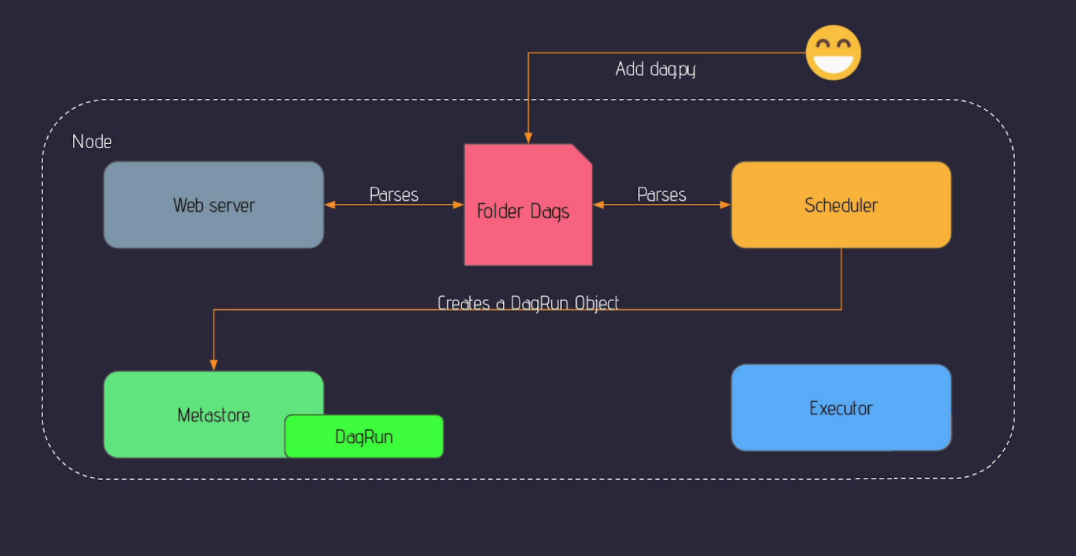 Add dag.py
Node
Web server
Parses
Folder Dags
Parses
Scheduler
Creates a DagRun Object
Metastore
DagRun
Executor